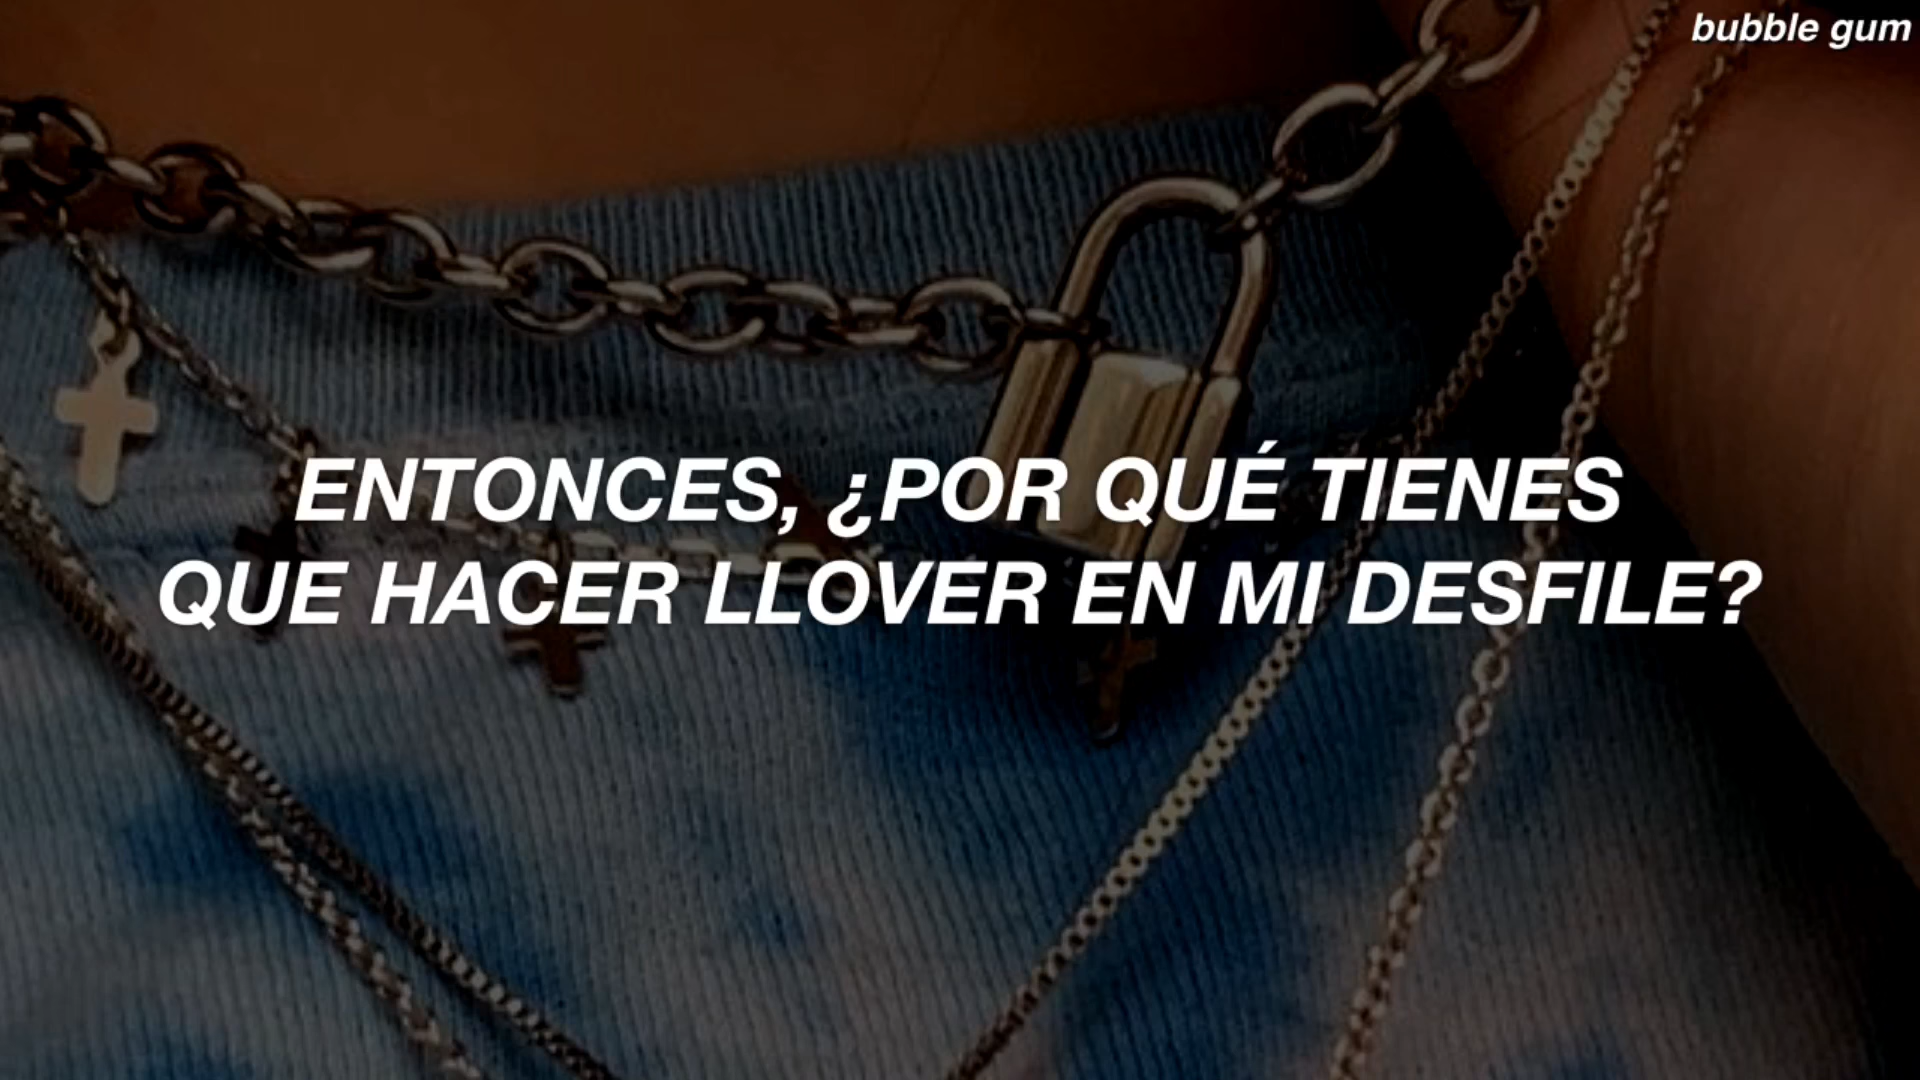 bubble gum
ENTONCES, ¿POR QUÉ TIENES
QUE HACER LLOVER EN MI DESFILE?